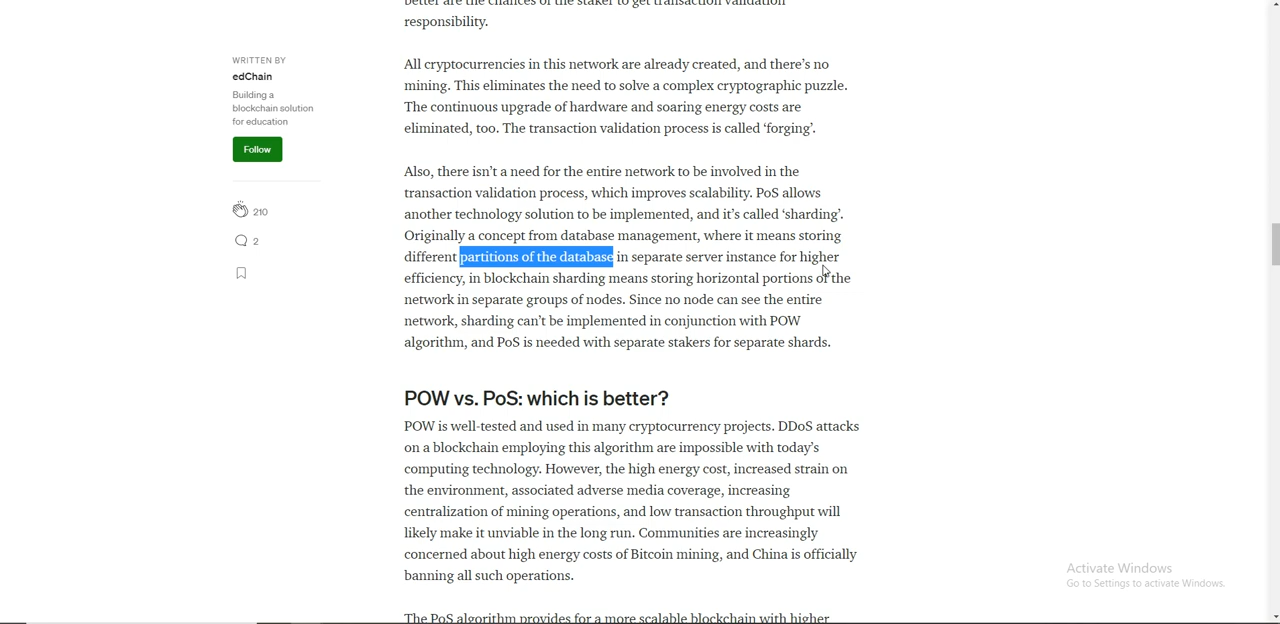 better are the chances of the staker to get transaction validation
responsibility.
WRITTEN BY
edChain
Building a
blockchain solution
for education
Follow
210
2
All cryptocurrencies in this network are already created, and there's no
mining. This eliminates the need to solve a complex cryptographic puzzle.
The continuous upgrade of hardware and soaring energy costs are
eliminated, too. The transaction validation process is called ‘forging’.
Also, there isn’t a need for the entire network to be involved in the
transaction validation process, which improves scalability. PoS allows
another technology solution to be implemented, and it’s called ‘sharding’.
Originally a concept from database management, where it means storing
different partitions of the database in separate server instance for higher
efficiency, in blockchain sharding means storing horizontal portions of the
network in separate groups of nodes. Since no node can see the entire
network, sharding can’t be implemented in conjunction with POW
algorithm, and PoS is needed with separate stakers for separate shards.
POW vs. PoS: which is better?
POW is well-tested and used in many cryptocurrency projects. DDoS attacks
on a blockchain employing this algorithm are impossible with today’s
computing technology. However, the high energy cost, increased strain on
the environment, associated adverse media coverage, increasing
centralization of mining operations, and low transaction throughput will
likely make it unviable in the long run. Communities are increasingly
concerned about high energy costs of Bitcoin mining, and China is officially
banning all such operations.
The PoS algorithm provides for a more scalable blockchain with higher
Activate Windows
Go to Settings to activate Windows.